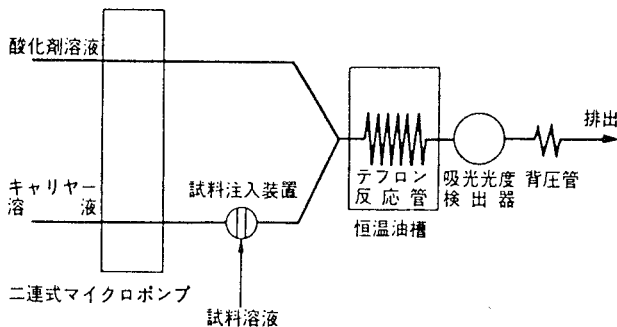 酸化剤溶液
キャリヤー
溶液
二連式マイクロポンプ
試料注入装置
試料溶液
テフロン
反応管
恒温油槽
吸光光度
検出器
背圧管
排出